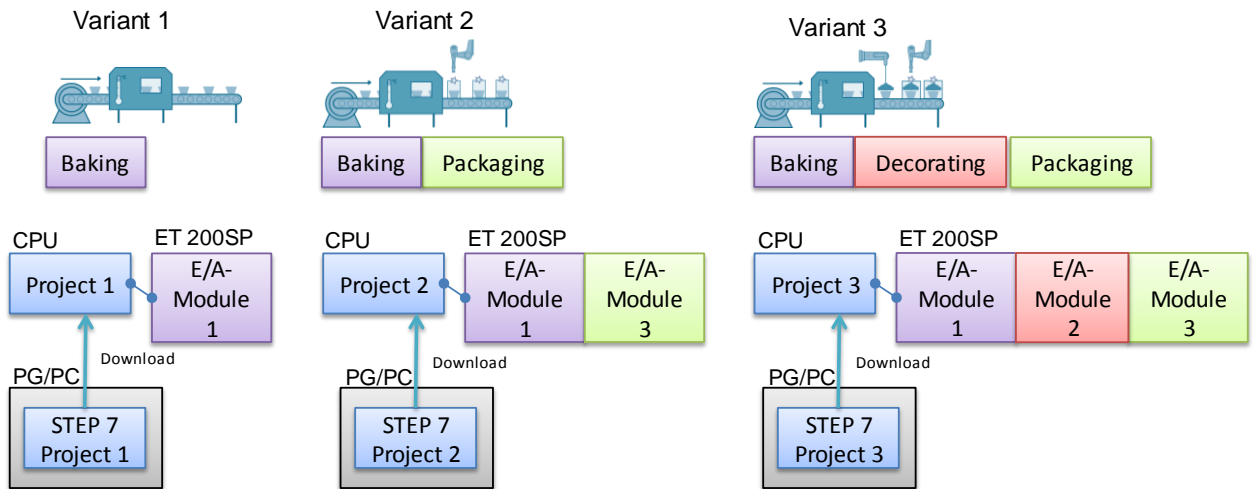 Variant 1
Variant 2
Variant 3
Baking
Baking
Packaging
Baking
Decorating
Packaging
CPU
ET 200SP
CPU
ET 200SP
CPU
ET 200SP
Project 1
E/A-
Module
1
Project 2
E/A-
Module
1
E/A-
Module
3
Project 3
E/A-
Module
1
E/A-
Module
2
E/A-
Module
3
Download
Download
Download
PG/PC
PG/PC
PG/PC
STEP 7
Project 1
STEP 7
Project 2
STEP 7
Project 3